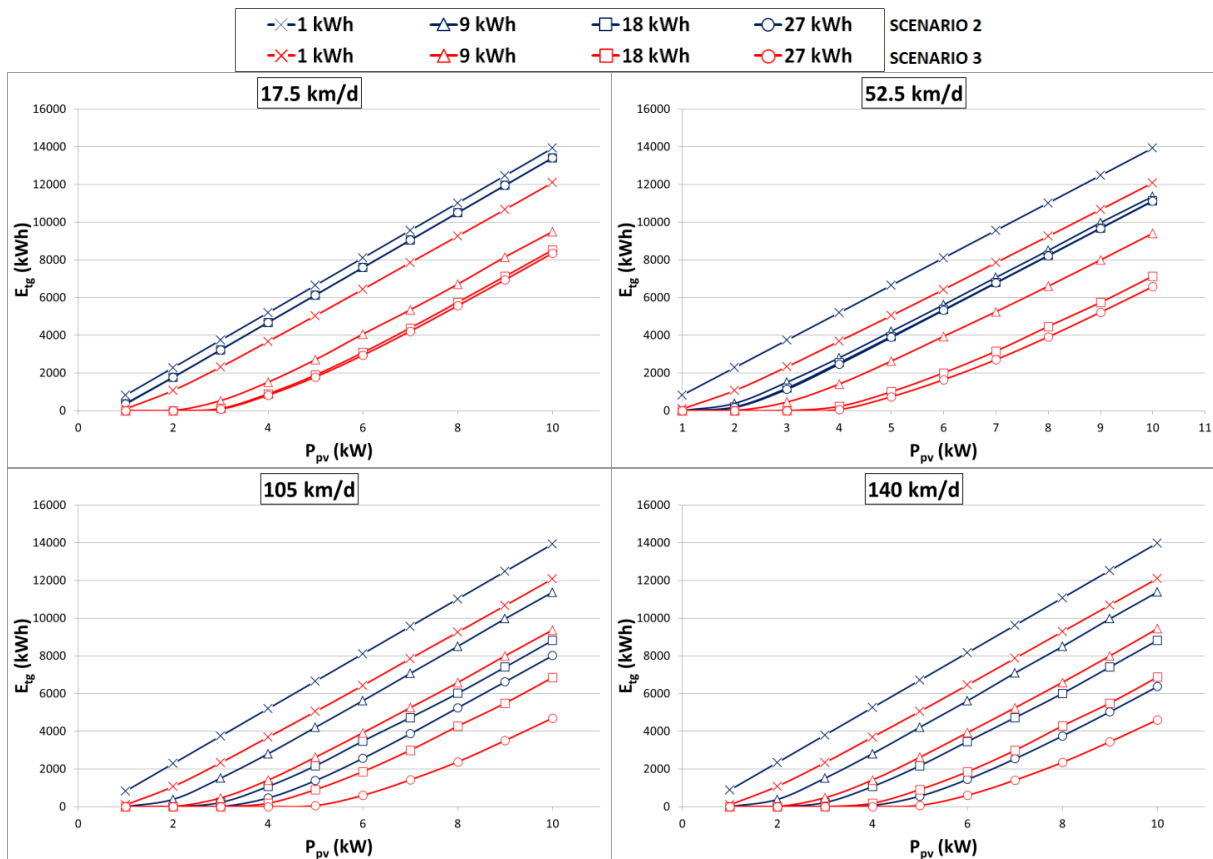 1 kWh 9 kWh 18 kWh 27 kWh SCENARIO 2
1 kWh 9 kWh 18 kWh 27 kWh SCENARIO 3
17.5 km/d
16000
14000
12000
10000
8000
6000
4000
2000
0
E_tg (kWh)
0 2 4 6 8 10
P_pv (kW)
52.5 km/d
16000
14000
12000
10000
8000
6000
4000
2000
0
E_tg (kWh)
1 2 3 4 5 6 7 8 9 10 11
P_pv (kW)
105 km/d
16000
14000
12000
10000
8000
6000
4000
2000
0
E_tg (kWh)
0 2 4 6 8 10
P_pv (kW)
140 km/d
16000
14000
12000
10000
8000
6000
4000
2000
0
E_tg (kWh)
0 2 4 6 8 10
P_pv (kW)